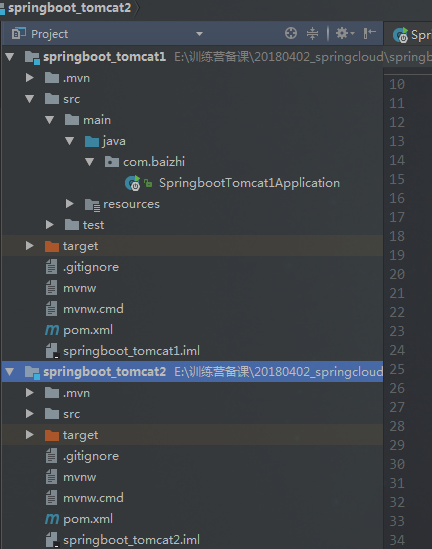 springboot_tomcat2
Project
Spr
springboot_tomcat1 E:\训练营备课\20180402_springcloud\springb
.mvn
src
main
java
com.baizhi
SpringbootTomcat1Application
resources
test
target
.gitignore
mvnw
mvnw.cmd
pom.xml
springboot_tomcat1.iml
springboot_tomcat2 E:\训练营备课\20180402_springcloud
.mvn
src
target
.gitignore
mvnw
mvnw.cmd
pom.xml
springboot_tomcat2.iml
10
11
12
13
14
15
16
17
18
19
20
21
22
23
24
25
26
27
28
29
30
31
32
33
34